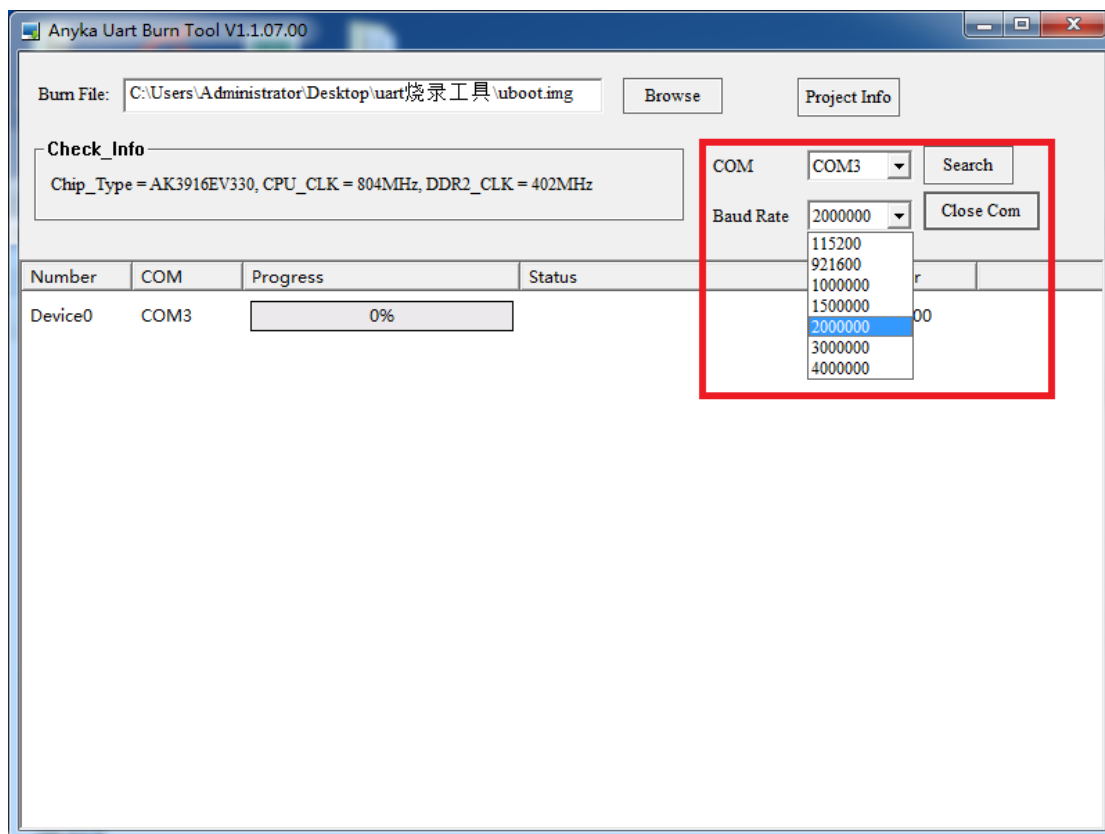 Anyka Uart Burn Tool V1.1.07.00
Burn File: C:\Users\Administrator\Desktop\uart烧录工具\uboot.img Browse Project Info
Check_Info
Chip_Type = AK3916EV330, CPU_CLK = 804MHz, DDR2_CLK = 402MHz
COM COM3 Search
Baud Rate 2000000 Close Com
115200
921600
1000000
1500000
2000000
3000000
4000000
Number COM Progress Status r
Device0 COM3 0% 00